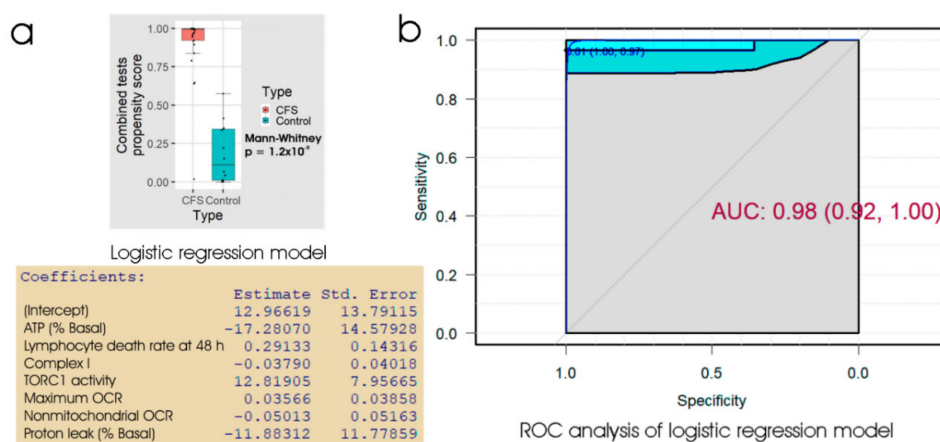 a
Combined tests
propensity score
1.00
0.75
0.50
0.25
0.00
CFS Control
Type
Type
CFS
Control
Mann-Whitney
Logistic regression model
Coefficients:
Estimate Std. Error
(Intercept) 12.96619 13.79115
ATP (% Basal) -17.28070 14.57928
Lymphocyte death rate at 48 h 0.29133 0.14316
Complex I -0.03790 0.04018
TORC1 activity 12.81905 7.95665
Maximum OCR 0.03566 0.03858
Nonmitochondrial OCR -0.05013 0.05163
Proton leak (% Basal) -11.88312 11.77859
b
Sensitivity
1.0
0.8
0.6
0.4
0.2
0.0
(1.00, 0.97)
AUC: 0.98 (0.92, 1.00)
1.0 0.5 0.0
Specificity
ROC analysis of logistic regression model